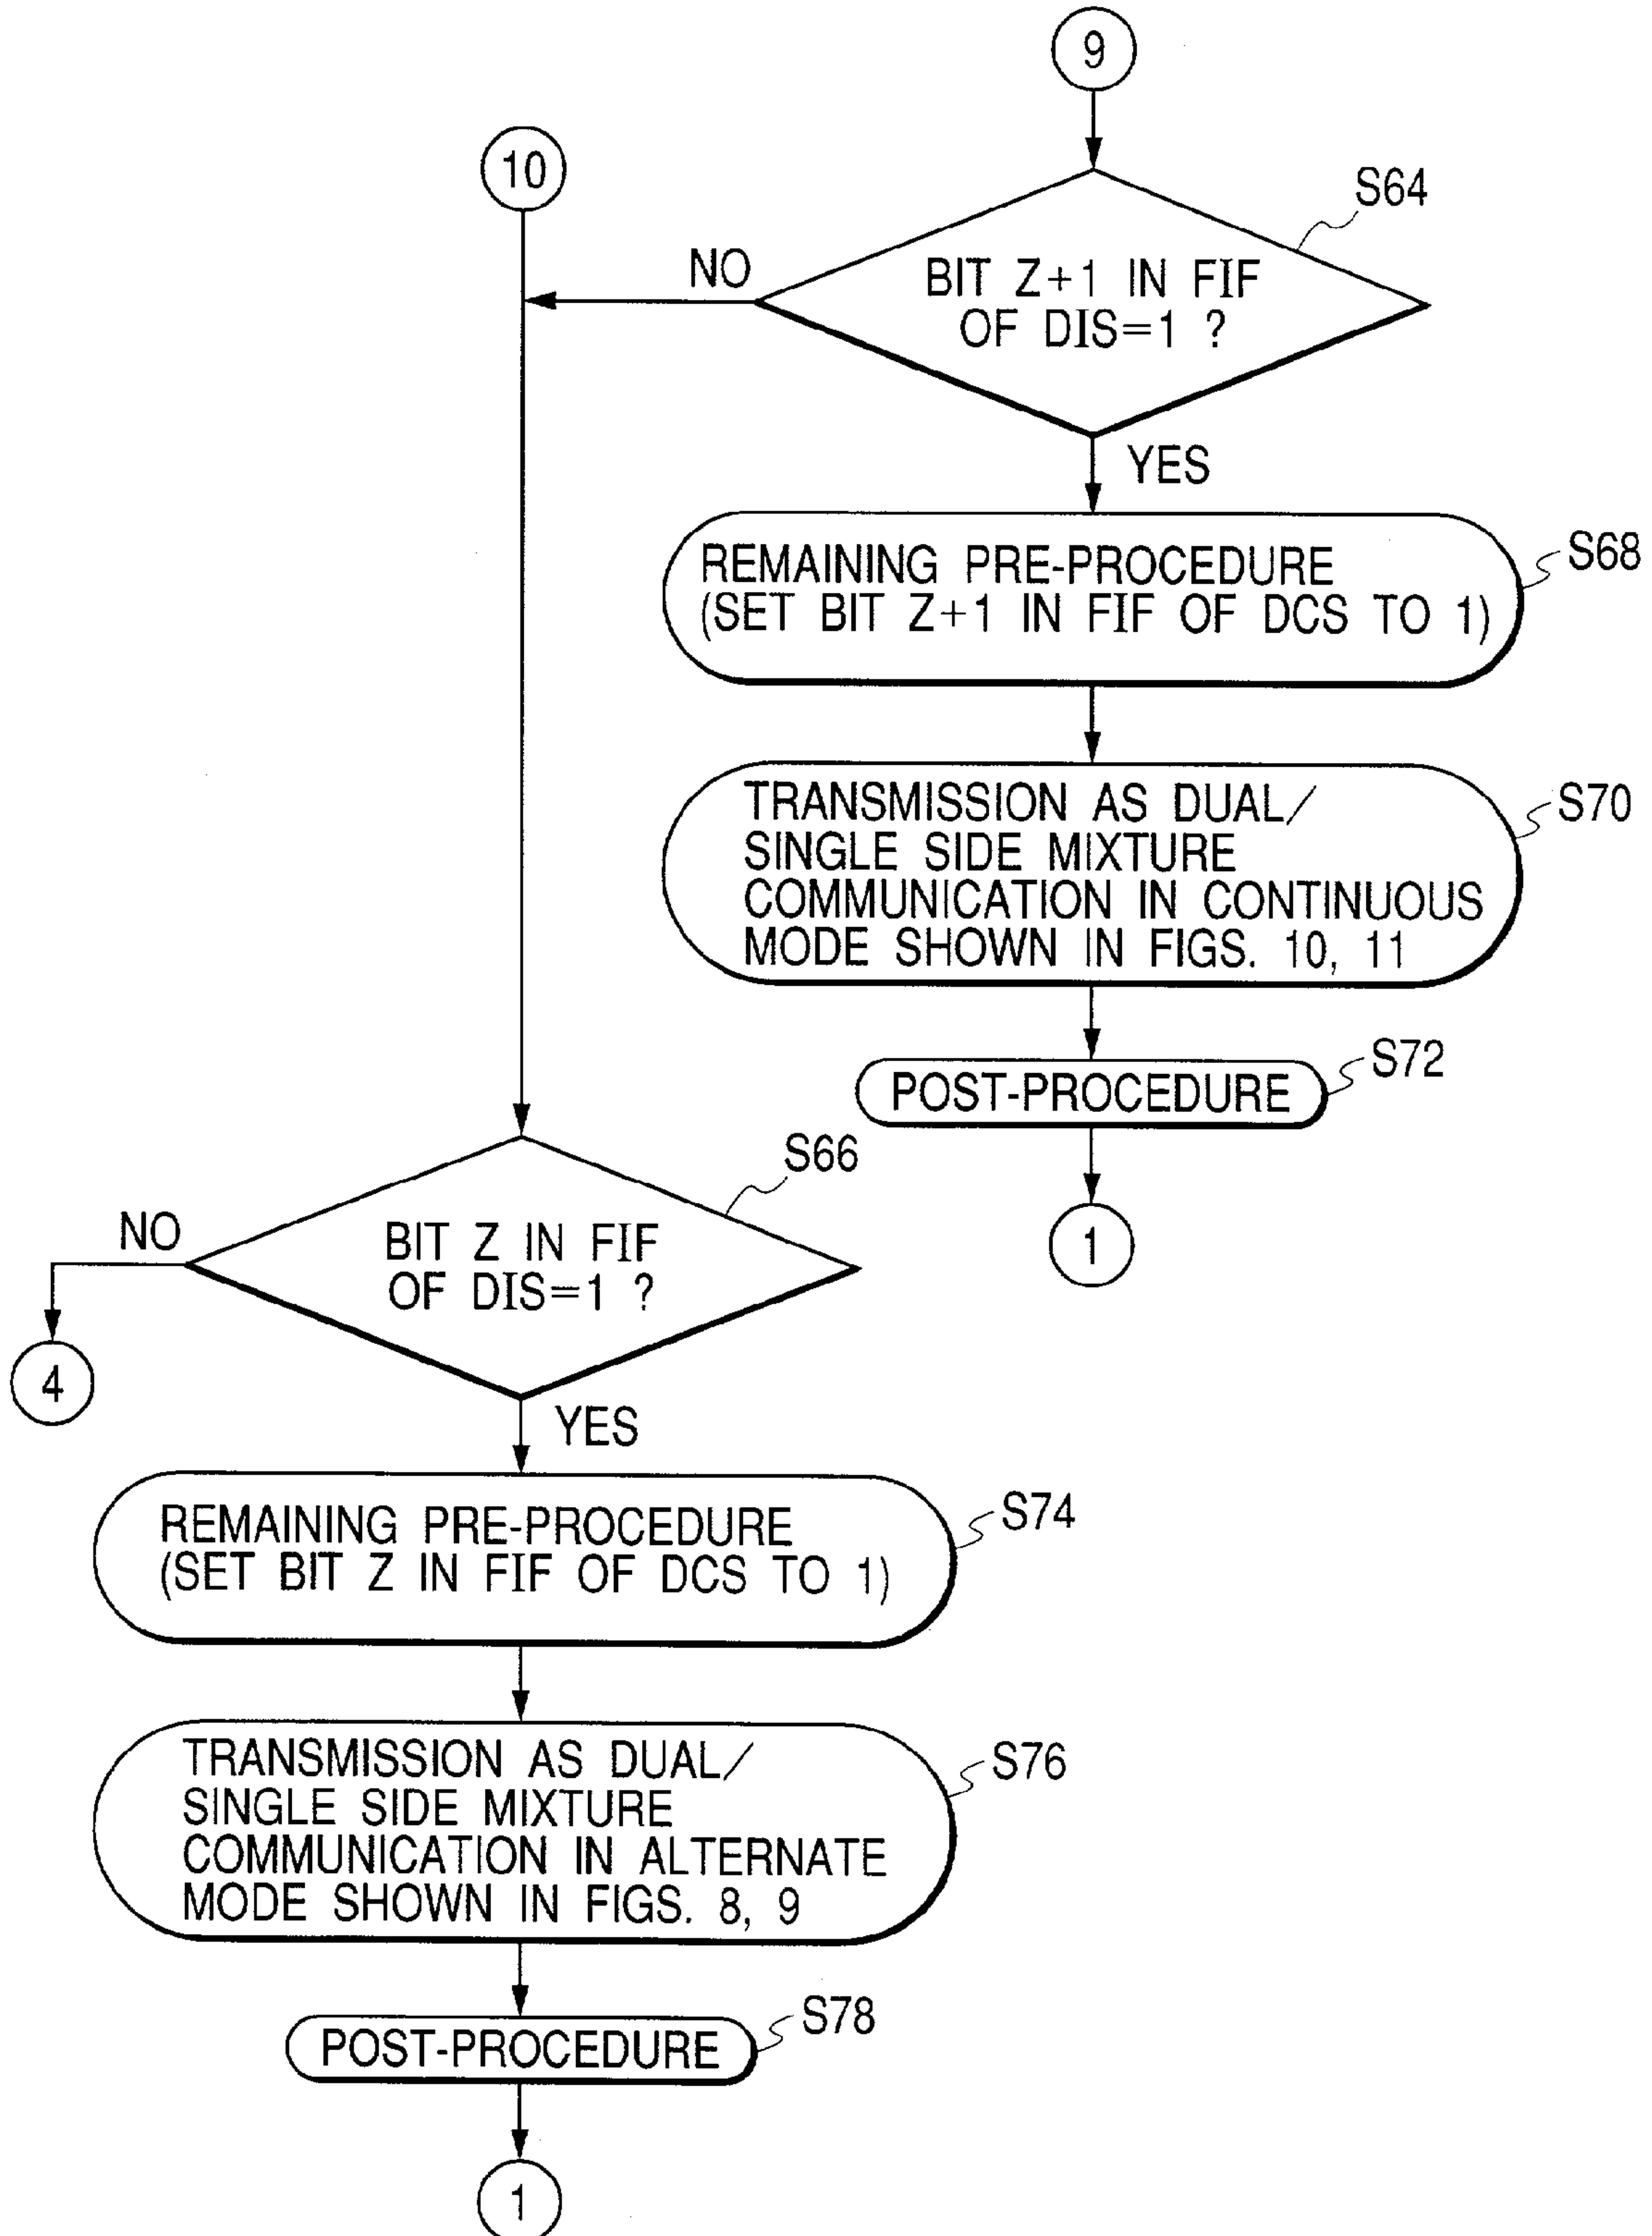 9
10
S64
NO
BIT Z+1 IN FIF
OF DIS=1 ?
YES
REMAINING PRE-PROCEDURE
(SET BIT Z+1 IN FIF OF DCS TO 1)
S68
TRANSMISSION AS DUAL/
SINGLE SIDE MIXTURE
COMMUNICATION IN CONTINUOUS
MODE SHOWN IN FIGS. 10, 11
S70
POST-PROCEDURE
S72
1
S66
NO
BIT Z IN FIF
OF DIS=1 ?
4
YES
REMAINING PRE-PROCEDURE
(SET BIT Z IN FIF OF DCS TO 1)
S74
TRANSMISSION AS DUAL/
SINGLE SIDE MIXTURE
COMMUNICATION IN ALTERNATE
MODE SHOWN IN FIGS. 8, 9
S76
POST-PROCEDURE
S78
1